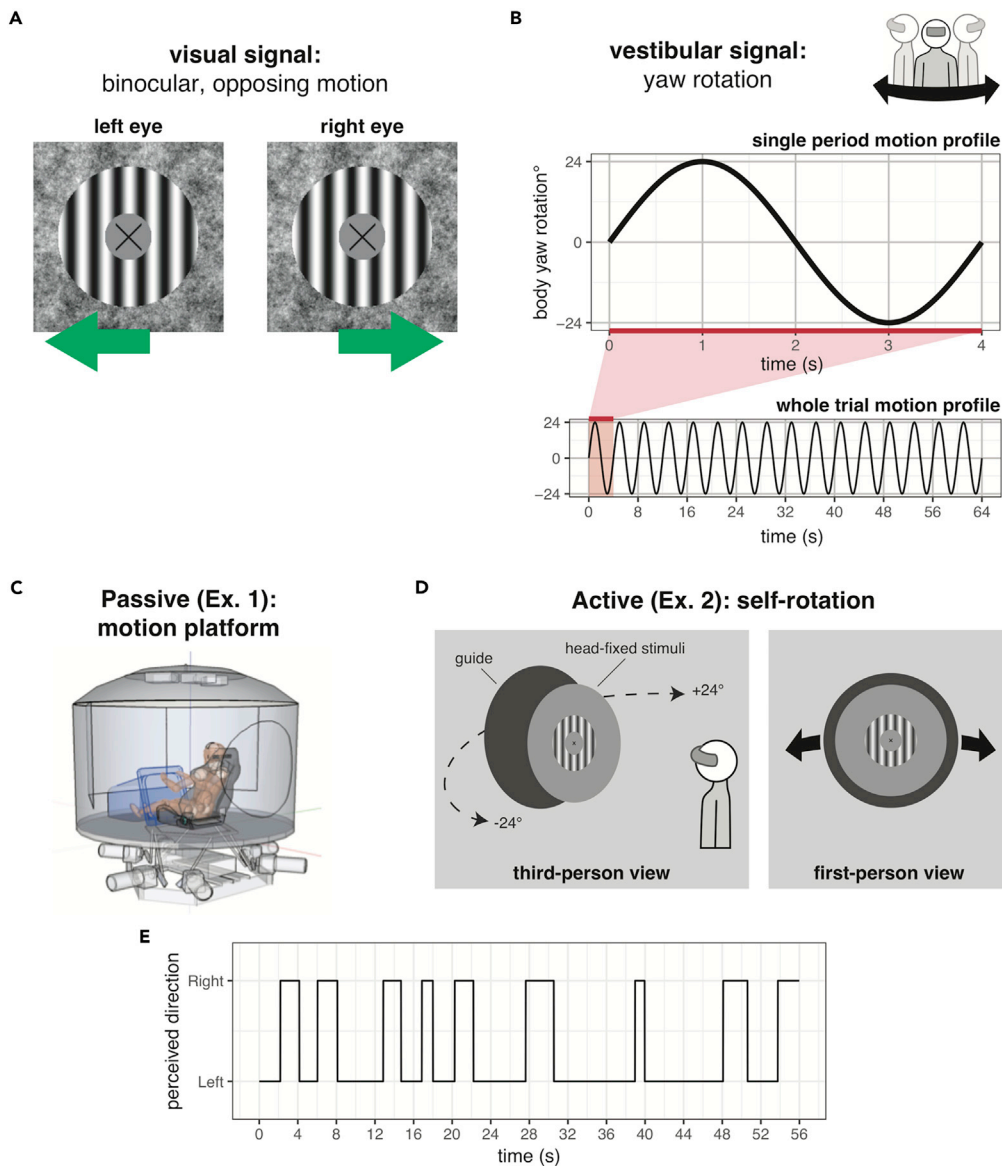 A
visual signal:
binocular, opposing motion
left eye
right eye
B
vestibular signal:
yaw rotation
single period motion profile
24
0
−24
body yaw rotation°
0 1 2 3 4
time (s)
whole trial motion profile
24
0
−24
0 8 16 24 32 40 48 56 64
time (s)
C
Passive (Ex. 1):
motion platform
D
Active (Ex. 2): self-rotation
guide
head-fixed stimuli
+24°
-24°
third-person view
first-person view
E
perceived direction
Right
Left
0 4 8 12 16 20 24 28 32 36 40 44 48 52 56
time (s)